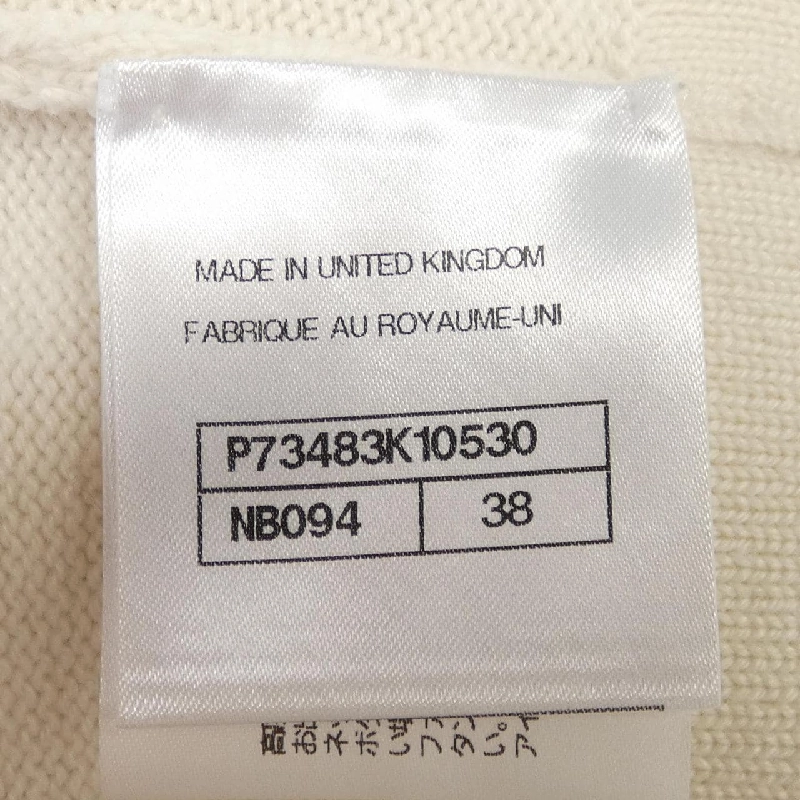 MADE IN UNITED KINGDOM
FABRIQUE AU ROYAUME-UNI
P73483K10530
NB094 38